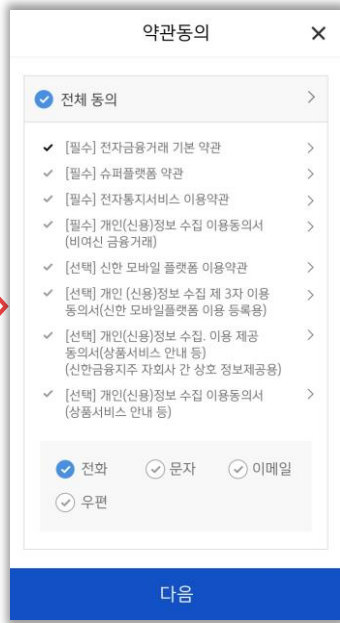 약관동의
전체 동의
[필수] 전자금융거래 기본 약관
[필수] 슈퍼플랫폼 약관
[필수] 전자통지서비스 이용약관
[필수] 개인(신용)정보 수집 이용동의서
(비여신 금융거래)
[선택] 신한 모바일 플랫폼 이용약관
[선택] 개인 (신용)정보 수집 제 3자 이용
동의서(신한 모바일플랫폼 이용 등록용)
[선택] 개인(신용)정보 수집. 이용 제공
동의서(상품서비스 안내 등)
(신한금융지주 자회사 간 상호 정보제공용)
[선택] 개인(신용)정보 수집 이용동의서
(상품서비스 안내 등)
전화 문자 이메일
우편
다음